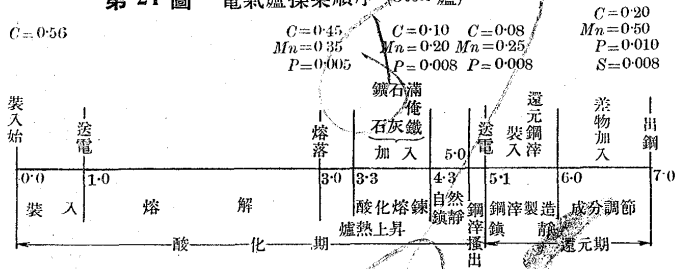 第 21 圖 電氣爐操業順序
C=0·56
C=0·45
Mn=0·35
P=0·005
C=0·10
Mn=0·20
P=0·008
C=0·08
Mn=0·25
P=0·008
C=0·20
Mn=0·50
P=0·010
S=0·008
裝入始
送電
熔落
鑛石滿
俺
石灰鐵
加入
5·0
送電
還元鋼滓
裝入
差物加入
出鋼
0·0
1·0
3·0
3·3
4·3
5·1
6·0
7·0
裝入
熔解
酸化熔鍊
爐熱上昇
自然
鎮靜
鋼滓搔出
鋼滓製造
鎮靜
成分調節
酸化期
還元期